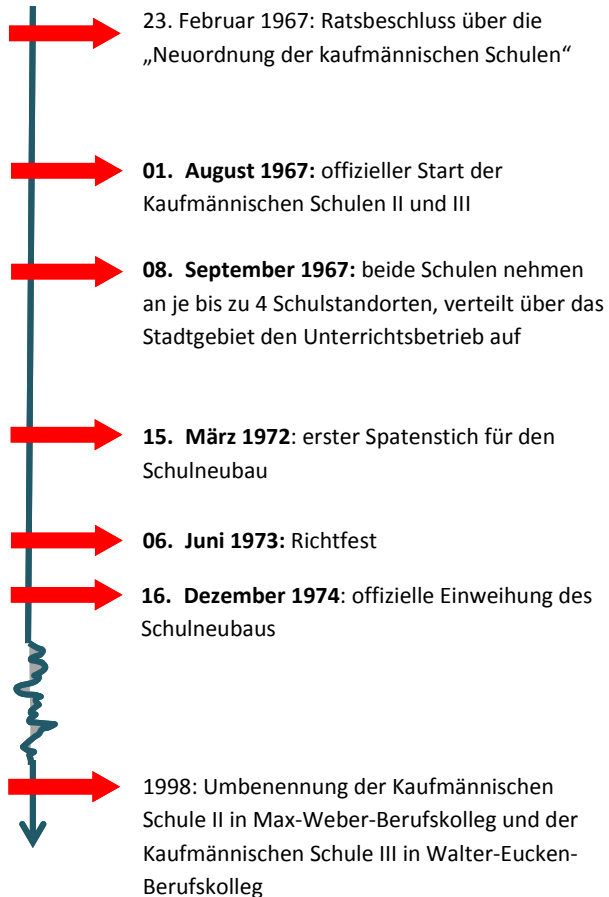 23. Februar 1967: Ratsbeschluss über die
„Neuordnung der kaufmännischen Schulen“
01. August 1967: offizieller Start der
Kaufmännischen Schulen II und III
08. September 1967: beide Schulen nehmen
an je bis zu 4 Schulstandorten, verteilt über das
Stadtgebiet den Unterrichtsbetrieb auf
15. März 1972: erster Spatenstich für den
Schulneubau
06. Juni 1973: Richtfest
16. Dezember 1974: offizielle Einweihung des
Schulneubaus
1998: Umbenennung der Kaufmännischen
Schule II in Max-Weber-Berufskolleg und der
Kaufmännischen Schule III in Walter-Eucken-
Berufskolleg